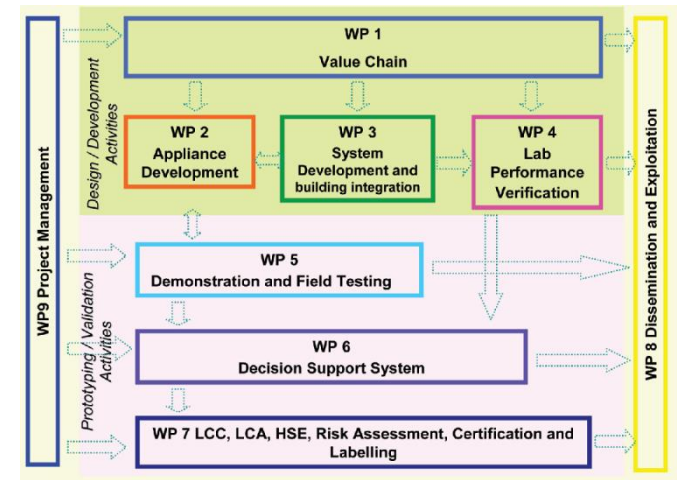 WP9 Project Management
Design / Development
Activities
WP 1
Value Chain
WP 2
Appliance
Development
WP 3
System
Development and
building integration
WP 4
Lab
Performance
Verification
Prototyping / Validation
Activities
WP 5
Demonstration and Field Testing
WP 6
Decision Support System
WP 7 LCC, LCA, HSE, Risk Assessment, Certification and
Labelling
WP 8 Dissemination and Exploitation